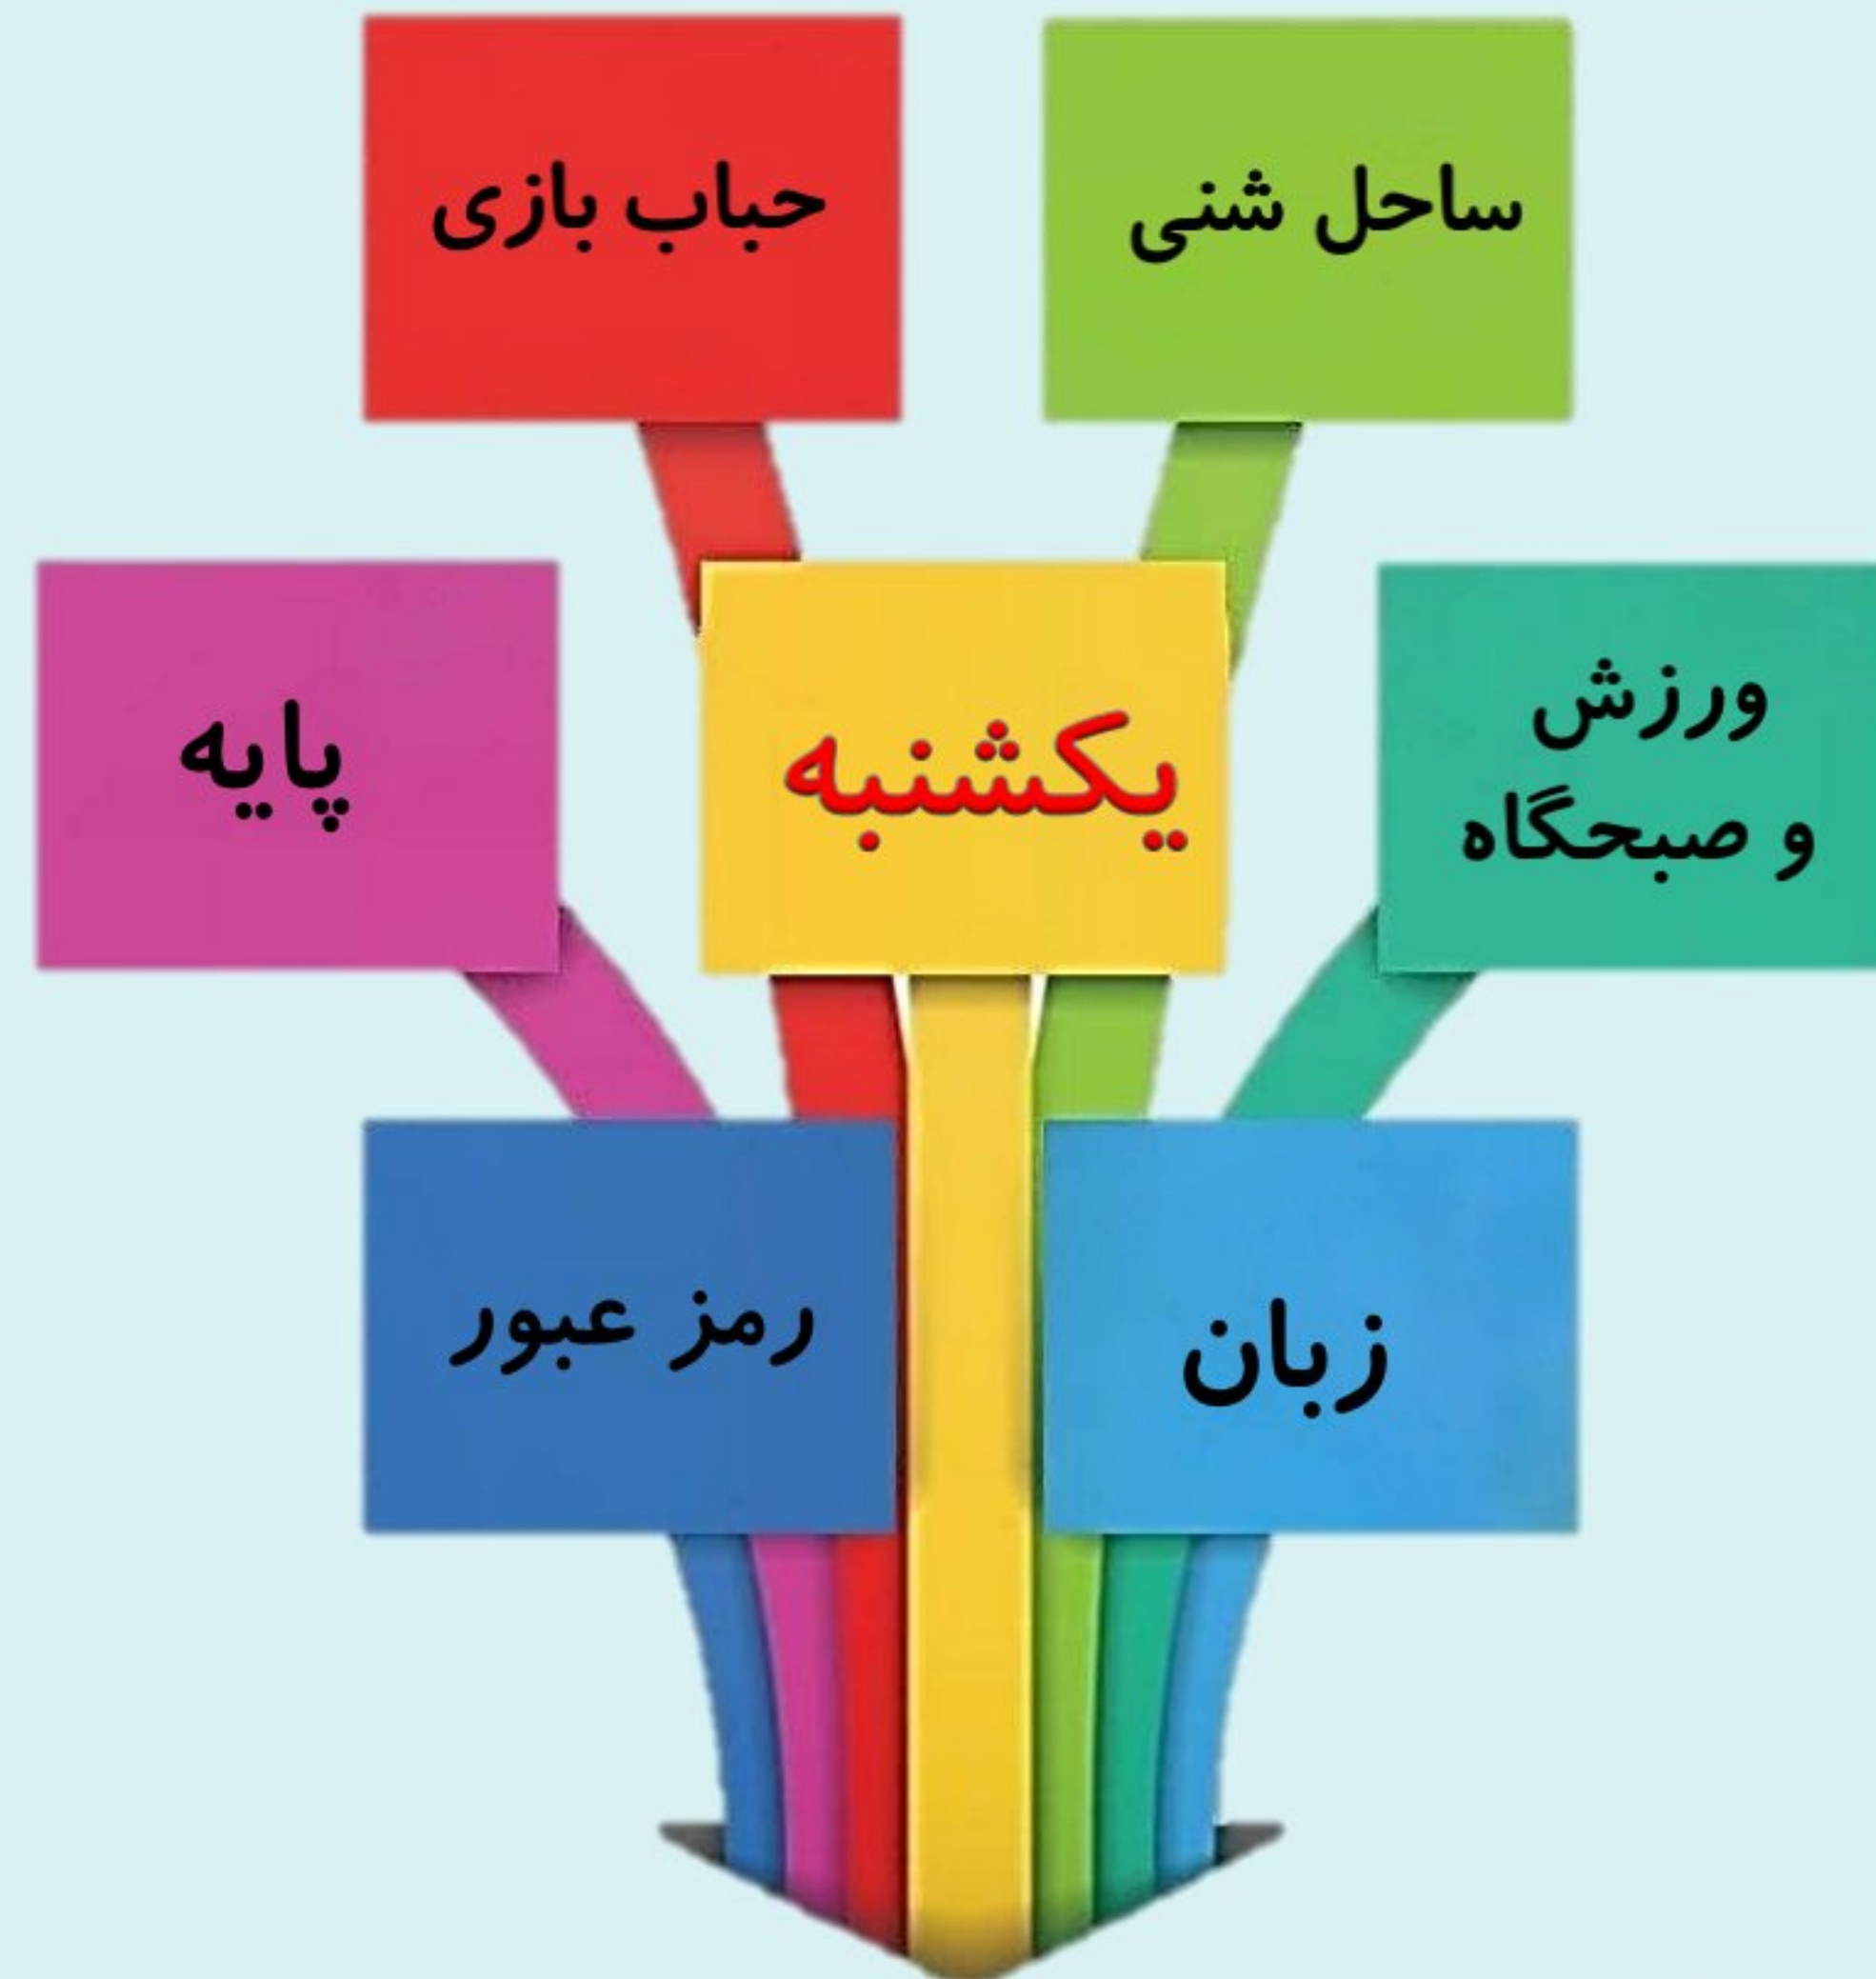 ساحل شنی
حباب بازی
ورزش
و صبحگاه
یکشنبه
پایه
زبان
رمز عبور